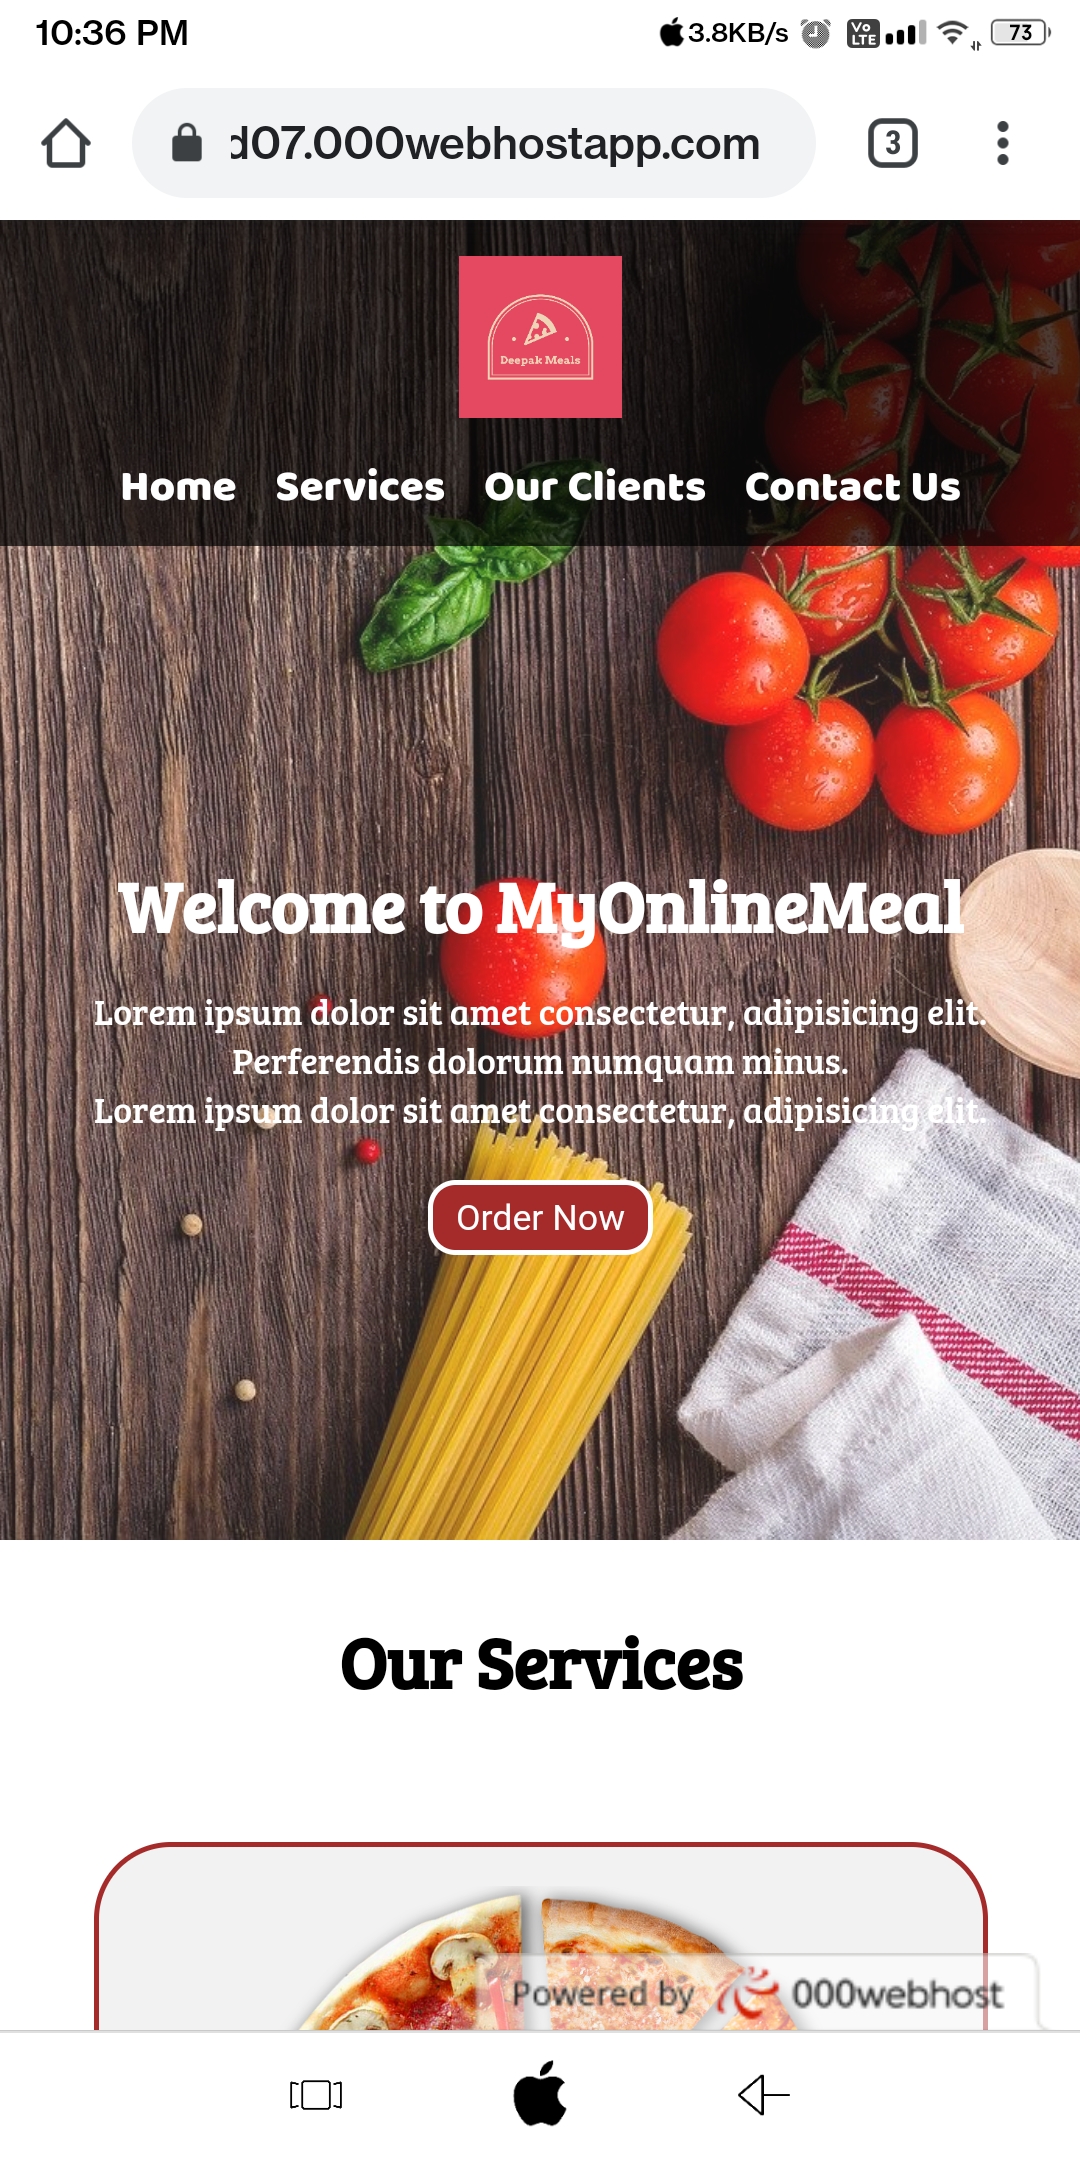 10:36 PM
3.8KB/s
Vo LTE
73
d07.000webhostapp.com
3
Deepak Meals
Home Services Our Clients Contact Us
Welcome to MyOnlineMeal
Lorem ipsum dolor sit amet consectetur, adipisicing elit.
Perferendis dolorum numquam minus.
Lorem ipsum dolor sit amet consectetur, adipisicing elit.
Order Now
Our Services
Powered by 000webhost